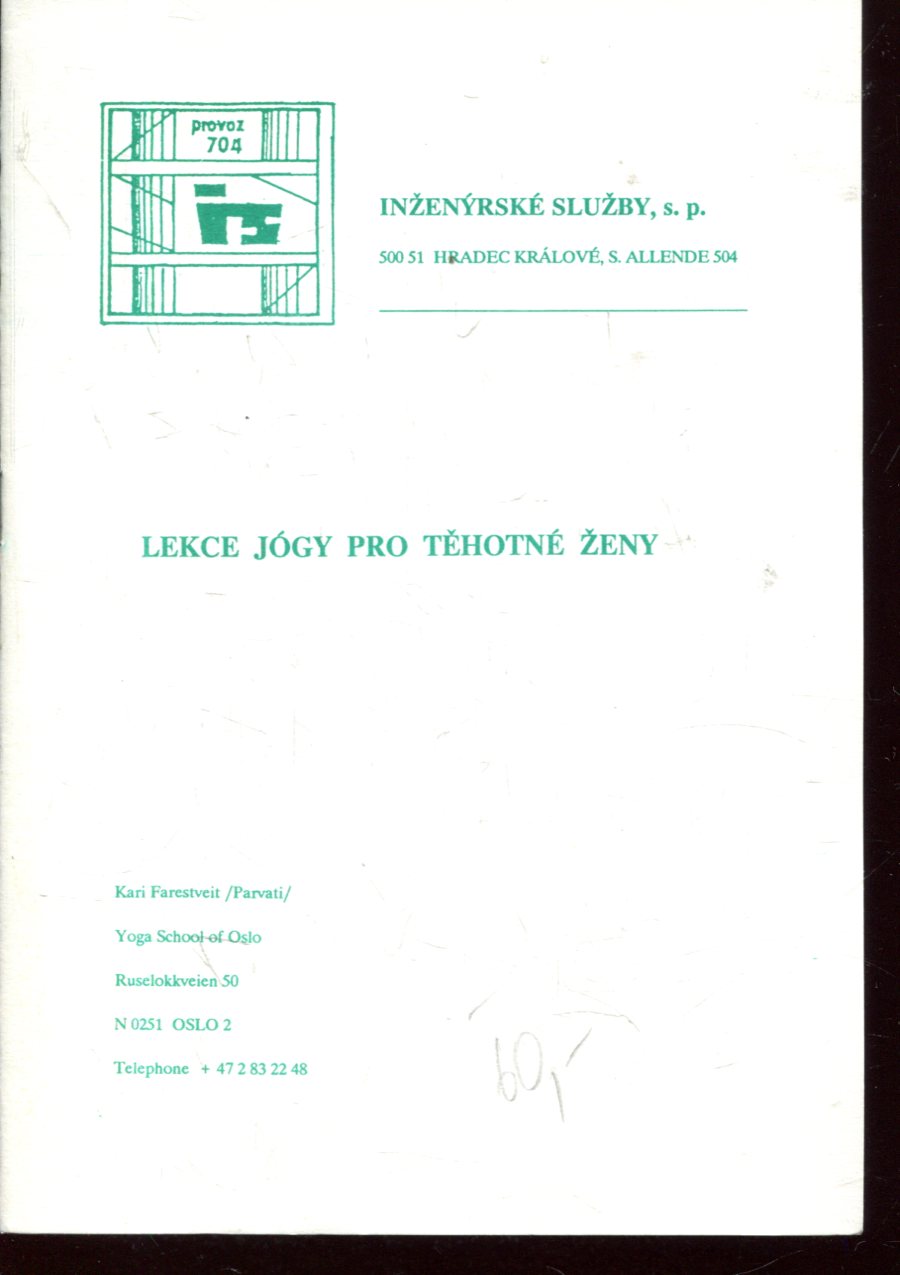 provoz
704
ins
INŽENÝRSKÉ SLUŽBY, s. p.
500 51 HRADEC KRÁLOVÉ, S. ALLENDE 504
LEKCE JÓGY PRO TĚHOTNÉ ŽENY
Kari Farestveit /Parvati/
Yoga School of Oslo
Ruselokkveien 50
N 0251 OSLO 2
Telephone + 47 2 83 22 48
60,-